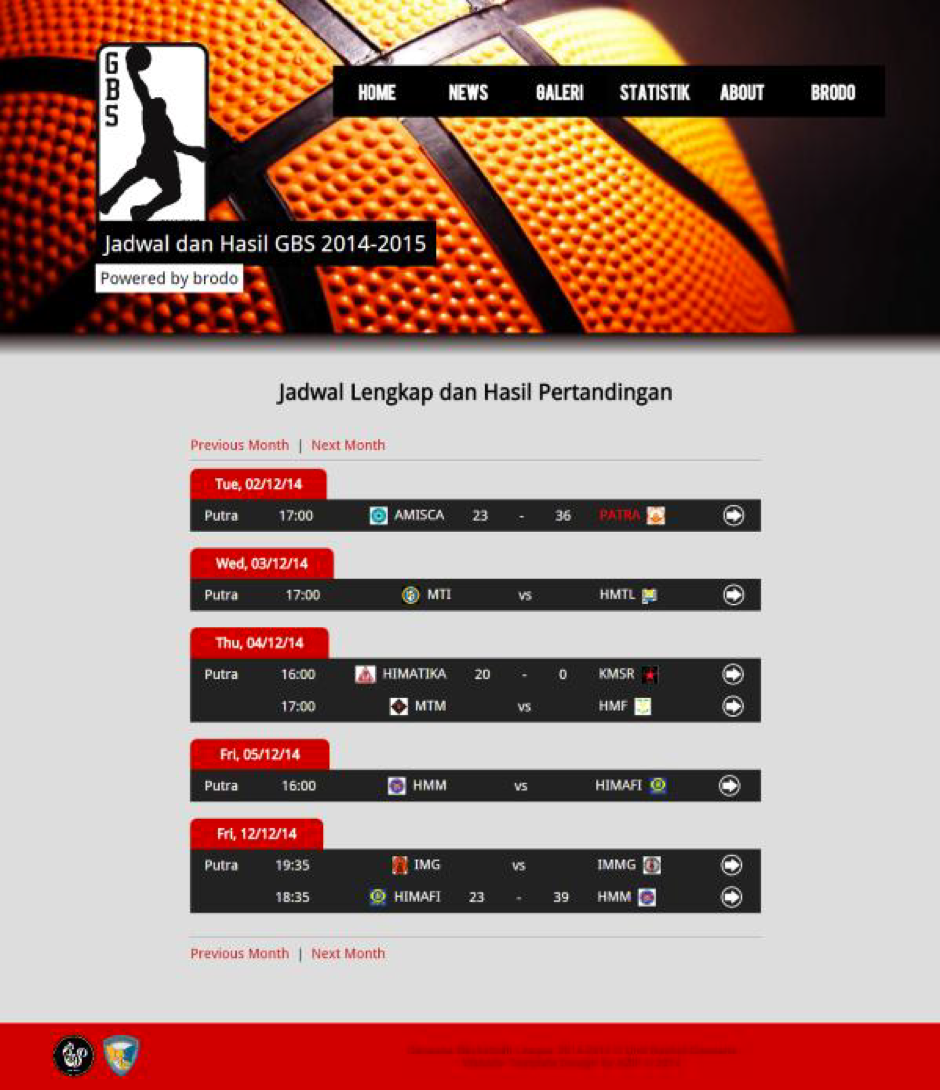 GBS
HOME NEWS GALERI STATISTIK ABOUT BRODO
Jadwal dan Hasil GBS 2014-2015
Powered by brodo
Jadwal Lengkap dan Hasil Pertandingan
Previous Month | Next Month
Tue, 02/12/14
Putra 17:00 AMISCA 23 - 36 PATRA
Wed, 03/12/14
Putra 17:00 MTI vs HMTL
Thu, 04/12/14
Putra 16:00 HIMATIKA 20 - 0 KMSR
17:00 MTM vs HMF
Fri, 05/12/14
Putra 16:00 HMM vs HIMAFI
Fri, 12/12/14
Putra 19:35 IMG vs IMMG
18:35 HIMAFI 23 - 39 HMM
Previous Month | Next Month